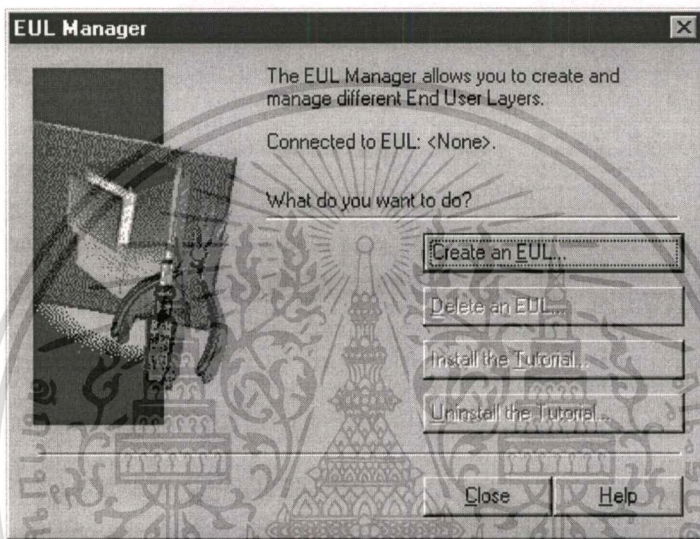 EUL Manager
The EUL Manager allows you to create and
manage different End User Layers.
Connected to EUL: <None>.
What do you want to do?
Create an EUL...
Delete an EUL...
Install the Tutorial...
Uninstall the Tutorial...
Close
Help